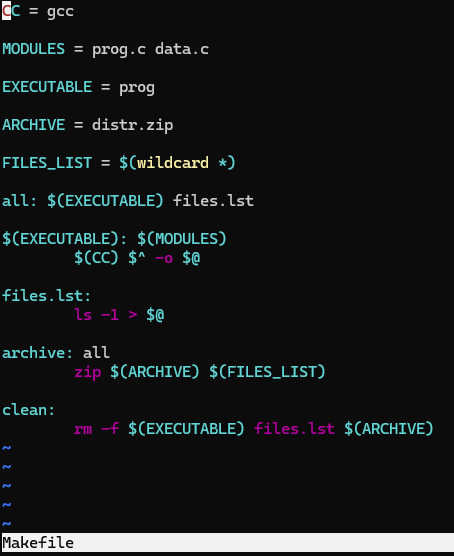 CC = gcc
MODULES = prog.c data.c
EXECUTABLE = prog
ARCHIVE = distr.zip
FILES_LIST = $(wildcard *)
all: $(EXECUTABLE) files.lst
$(EXECUTABLE): $(MODULES)
$(CC) $^ -o $@
files.lst:
ls -1 > $@
archive: all
zip $(ARCHIVE) $(FILES_LIST)
clean:
rm -f $(EXECUTABLE) files.lst $(ARCHIVE)
~
~
~
~
~
Makefile